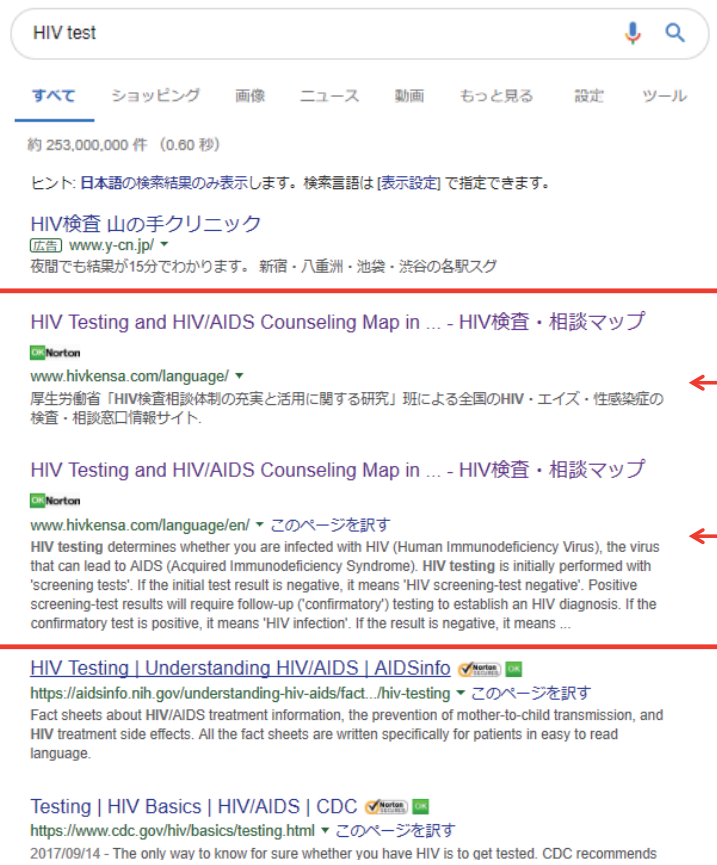 HIV test
すべて ショッピング 画像 ニュース 動画 もっと見る 設定 ツール
約 253,000,000 件 （0.60 秒）
ヒント: 日本語の検索結果のみ表示します。検索言語は [表示設定] で指定できます。
HIV検査 山の手クリニック
広告 www.y-cn.jp/
夜間でも結果が15分でわかります。 新宿・八重洲・池袋・渋谷の各駅スグ
HIV Testing and HIV/AIDS Counseling Map in ... - HIV検査・相談マップ
OK Norton
www.hivkensa.com/language/
厚生労働省「HIV検査相談体制の充実と活用に関する研究」班による全国のHIV・エイズ・性感染症の
検査・相談窓口情報サイト.
HIV Testing and HIV/AIDS Counseling Map in ... - HIV検査・相談マップ
OK Norton
www.hivkensa.com/language/en/ このページを訳す
HIV testing determines whether you are infected with HIV (Human Immunodeficiency Virus), the virus
that can lead to AIDS (Acquired Immunodeficiency Syndrome). HIV testing is initially performed with
'screening tests'. If the initial test result is negative, it means 'HIV screening-test negative'. Positive
screening-test results will require follow-up ('confirmatory') testing to establish an HIV diagnosis. If the
confirmatory test is positive, it means 'HIV infection'. If the result is negative, it means ...
HIV Testing | Understanding HIV/AIDS | AIDSinfo Norton SECURED OK
https://aidsinfo.nih.gov/understanding-hiv-aids/fact.../hiv-testing このページを訳す
Fact sheets about HIV/AIDS treatment information, the prevention of mother-to-child transmission, and
HIV treatment side effects. All the fact sheets are written specifically for patients in easy to read
language.
Testing | HIV Basics | HIV/AIDS | CDC Norton SECURED OK
https://www.cdc.gov/hiv/basics/testing.html このページを訳す
2017/09/14 - The only way to know for sure whether you have HIV is to get tested. CDC recommends